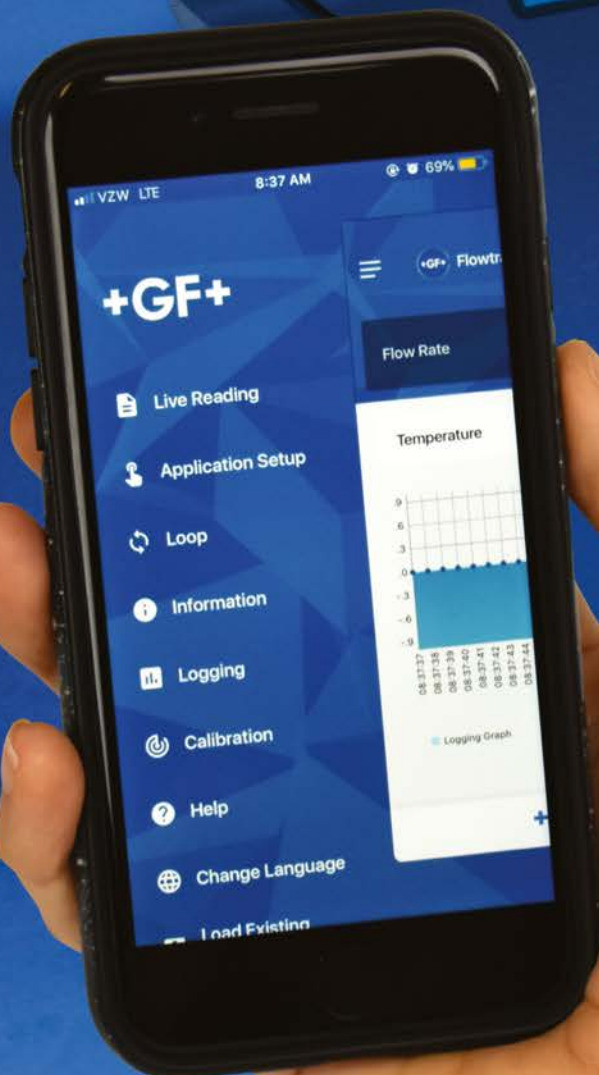 VZW LTE
8:37 AM
69%
+GF+
Live Reading
Application Setup
Loop
Information
Logging
Calibration
Help
Change Language
Load Existing
+GF+ Flowtra
Flow Rate
Temperature
.9
.6
.3
.0
-.3
-.6
-.9
08:37:37
08:37:38
08:37:39
08:37:40
08:37:41
08:37:42
08:37:43
08:37:44
Logging Graph
+